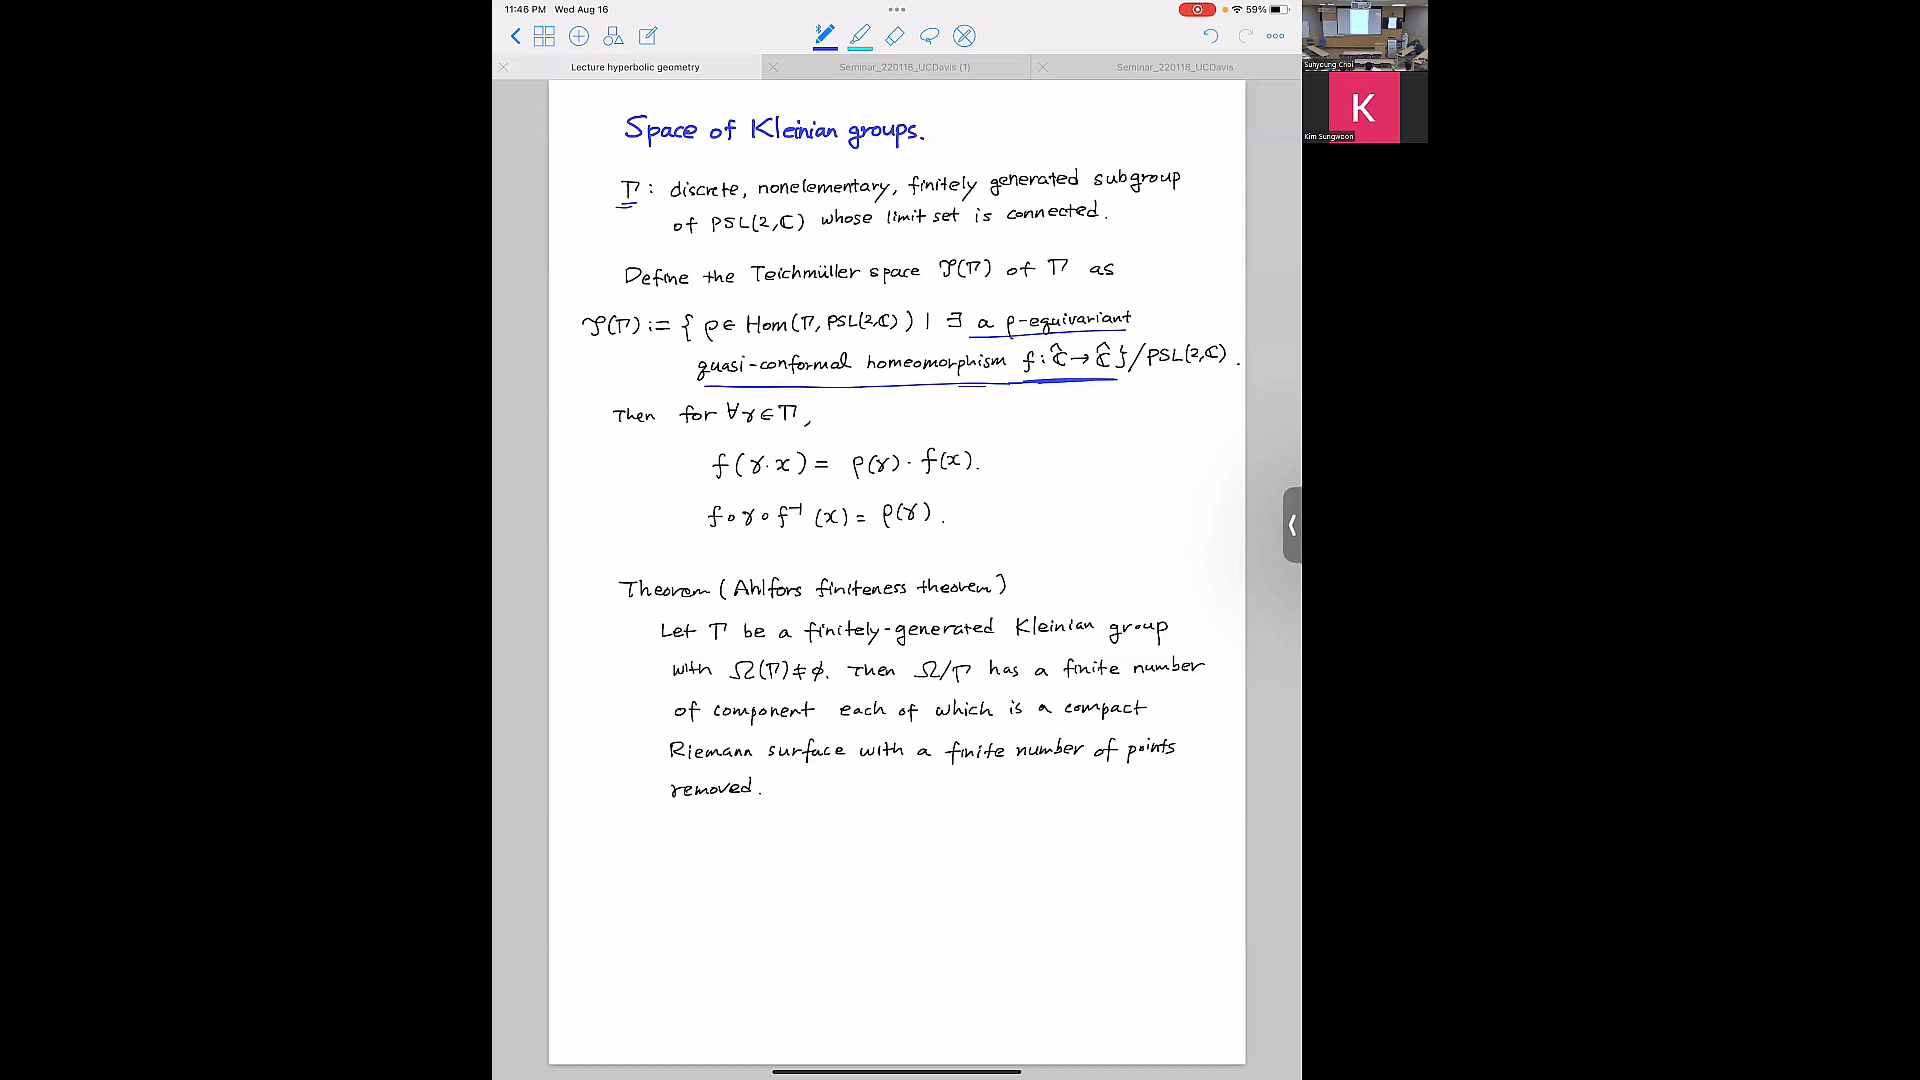 11:46 PM Wed Aug 16
59%
Lecture hyperbolic geometry
Seminar_220118_UCDavis (1)
Seminar_220118_UCDavis
Suhyoung Choi
K
Kim Sungwoon
Space of Kleinian groups.
Γ : discrete, nonelementary, finitely generated subgroup
of PSL(2,ℂ) whose limit set is connected.
Define the Teichmüller space 𝒯(Γ) of Γ as
𝒯(Γ) := { ρ ∈ Hom(Γ, PSL(2,ℂ)) | ∃ a ρ-equivariant
quasi-conformal homeomorphism f : Ĉ → Ĉ } / PSL(2,ℂ).
Then for ∀γ ∈ Γ,
f(γ·x) = ρ(γ)·f(x).
f∘γ∘f⁻¹(x) = ρ(γ).
Theorem (Ahlfors finiteness theorem)
Let Γ be a finitely-generated Kleinian group
with Ω(Γ) ≠ ∅. Then Ω/Γ has a finite number
of component each of which is a compact
Riemann surface with a finite number of points
removed.